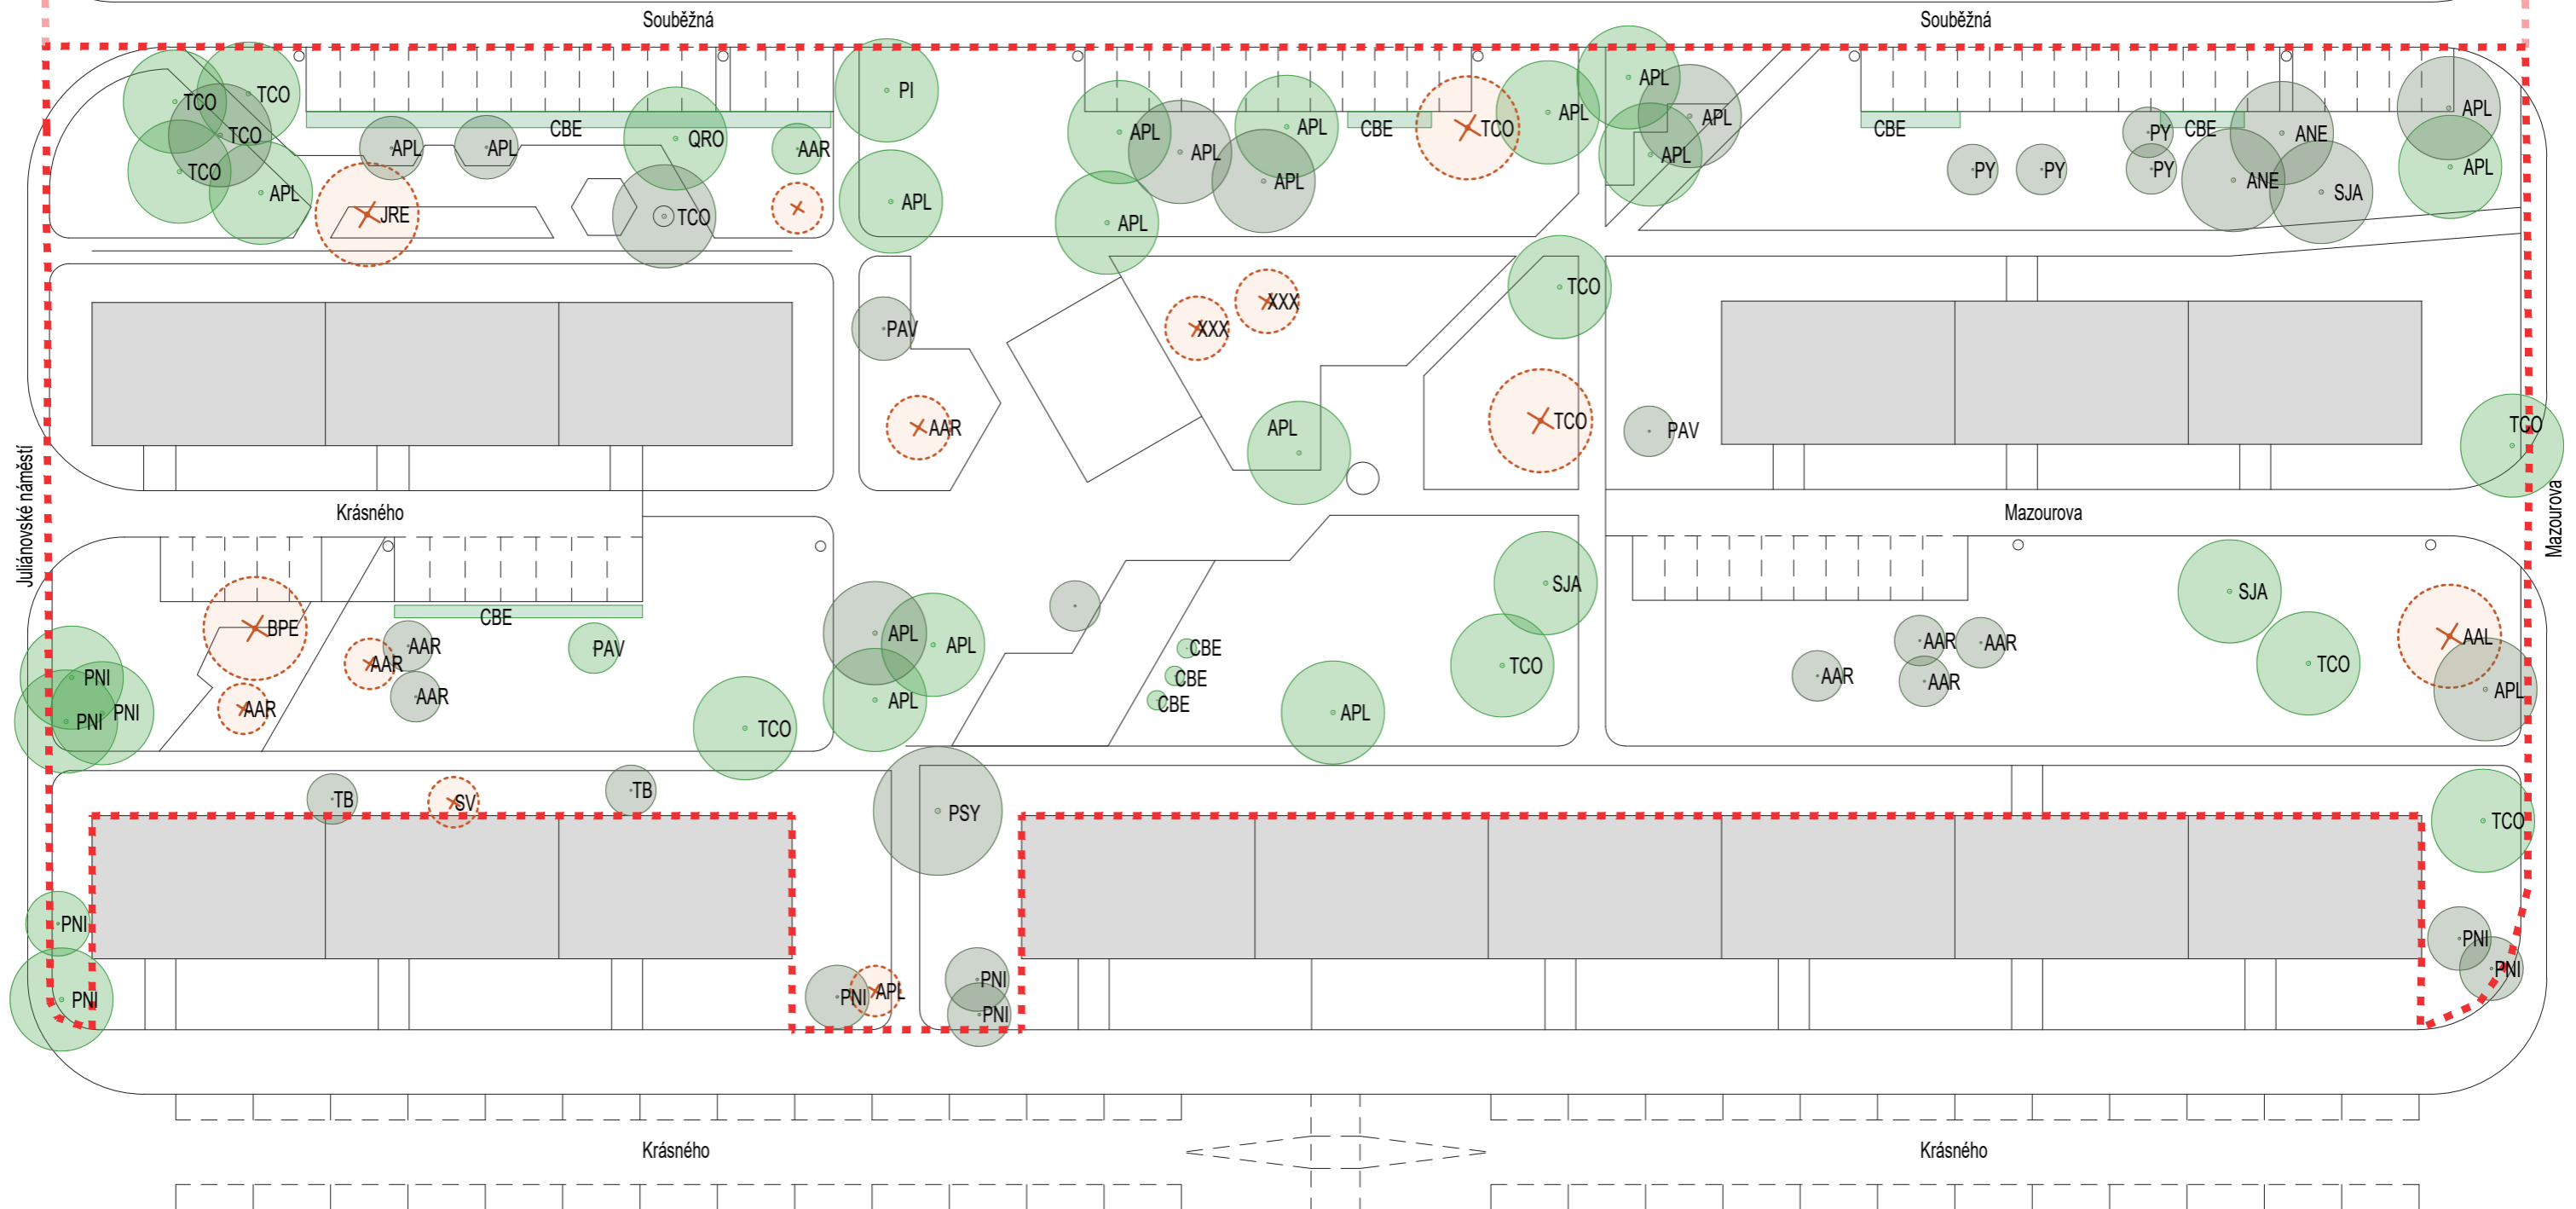 Souběžná Souběžná
APL
TCO TCO PI APL APL
TCO CBE QRO APL CBE TCO APL CBE PY CBE ANE APL
APL APL AAR APL APL
TCO PY PY PY APL
APL APL ANE SJA
JRE TCO APL APL
TCO
XXX
PAV XXX
AAR APL TCO PAV TCO
Juliánovské náměstí
Krásného Mazourova
Mazourova
SJA SJA
CBE
BPE APL AAR AAR AAL
AAR PAV APL CBE
AAR TCO TCO
PNI CBE AAR AAR APL
AAR APL CBE
AAR PNI APL
PNI TCO
TB SV TB PSY TCO
PNI PNI
PNI APL PNI PNI
PNI PNI
Krásného Krásného